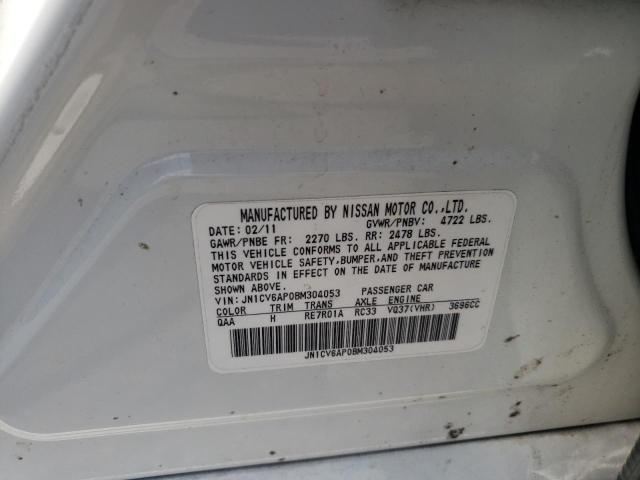 MANUFACTURED BY NISSAN MOTOR CO.,LTD.
DATE: 02/11 GVWR/PNBV: 4722 LBS.
GAWR/PNBE FR: 2270 LBS. RR: 2478 LBS.
THIS VEHICLE CONFORMS TO ALL APPLICABLE FEDERAL
MOTOR VEHICLE SAFETY,BUMPER,AND THEFT PREVENTION
STANDARDS IN EFFECT ON THE DATE OF MANUFACTURE
SHOWN ABOVE.
VIN: JN1CV6AP0BM304053 PASSENGER CAR
COLOR TRIM TRANS AXLE ENGINE
QAA H RE7R01A RC33 VQ37(VHR) 3696CC
JN1CV6AP0BM304053